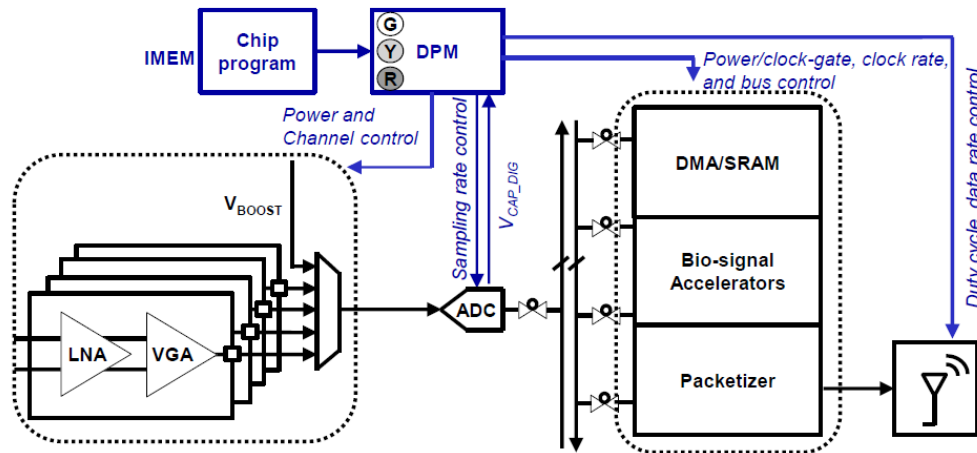 IMEM
Chip
program
G
Y
R
DPM
Power/clock-gate, clock rate,
and bus control
Power and
Channel control
Sampling rate control
VCAP_DIG
Duty cycle, data rate control
VBOOST
LNA
VGA
ADC
DMA/SRAM
Bio-signal
Accelerators
Packetizer